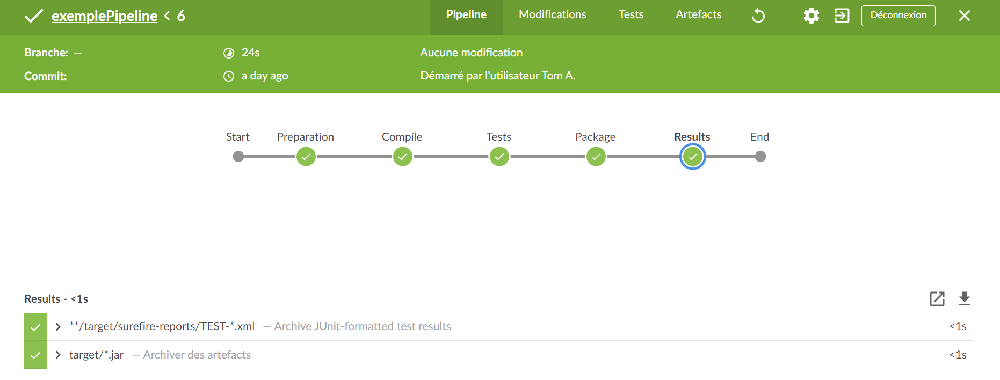 exemplePipeline < 6
Pipeline Modifications Tests Artefacts Déconnexion
Branche: — 24s Aucune modification
Commit: — a day ago Démarré par l'utilisateur Tom A.
Start Preparation Compile Tests Package Results End
Results - <1s
**/target/surefire-reports/TEST-*.xml — Archive JUnit-formatted test results <1s
target/*.jar — Archiver des artefacts <1s